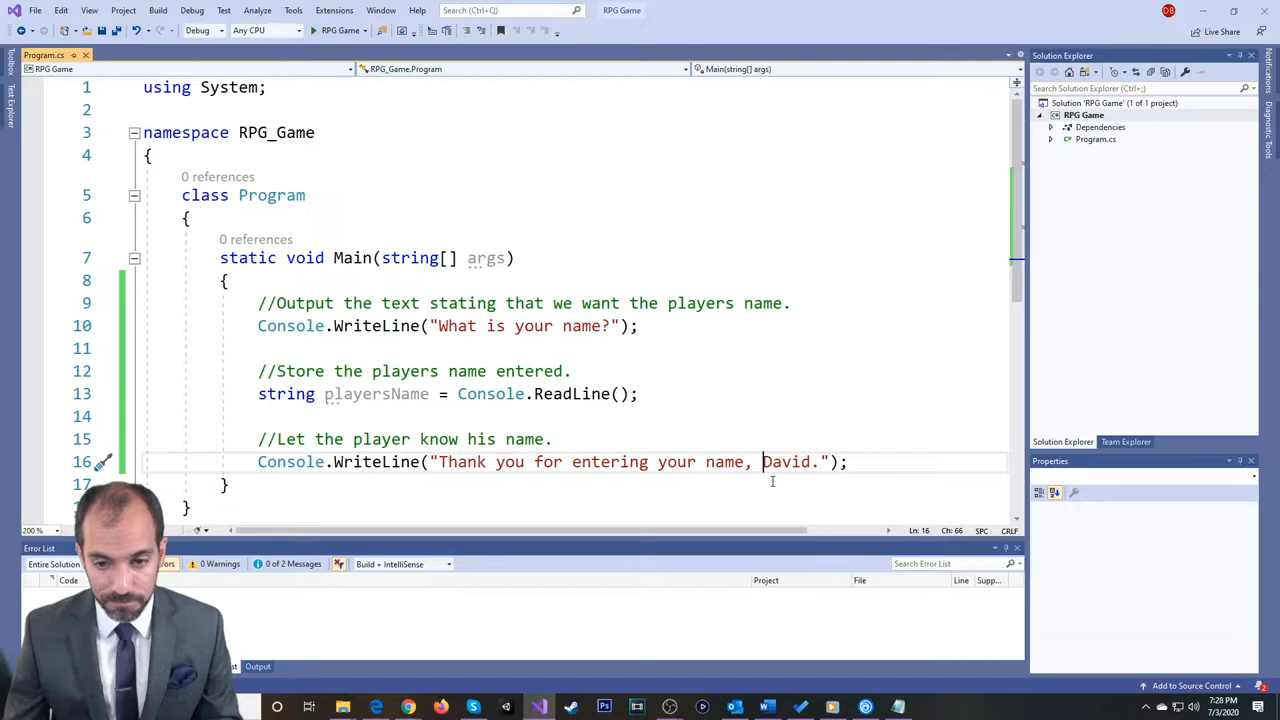 File Edit View Project Build Debug Test Analyze Tools Extensions Window Help Search (Ctrl+Q) RPG Game DB
Debug Any CPU RPG Game Live Share
Program.cs
RPG Game RPG_Game.Program Main(string[] args)
Toolbox
Test Explorer
1 using System;
2
3 namespace RPG_Game
4 {
0 references
5 class Program
6 {
0 references
7 static void Main(string[] args)
8 {
9 //Output the text stating that we want the players name.
10 Console.WriteLine("What is your name?");
11
12 //Store the players name entered.
13 string playersName = Console.ReadLine();
14
15 //Let the player know his name.
16 Console.WriteLine("Thank you for entering your name, David.");
17 }
}
200 % Ln: 16 Ch: 66 SPC CRLF
Error List
Entire Solution 0 Warnings 0 of 2 Messages Build + IntelliSense Search Error List
Code Project File Line Supp...
Output
Solution Explorer
Search Solution Explorer (Ctrl+;)
Solution 'RPG Game' (1 of 1 project)
RPG Game
Dependencies
Program.cs
Solution Explorer Team Explorer
Properties
Notifications
Diagnostic Tools
Add to Source Control 2
7:28 PM
7/3/2020